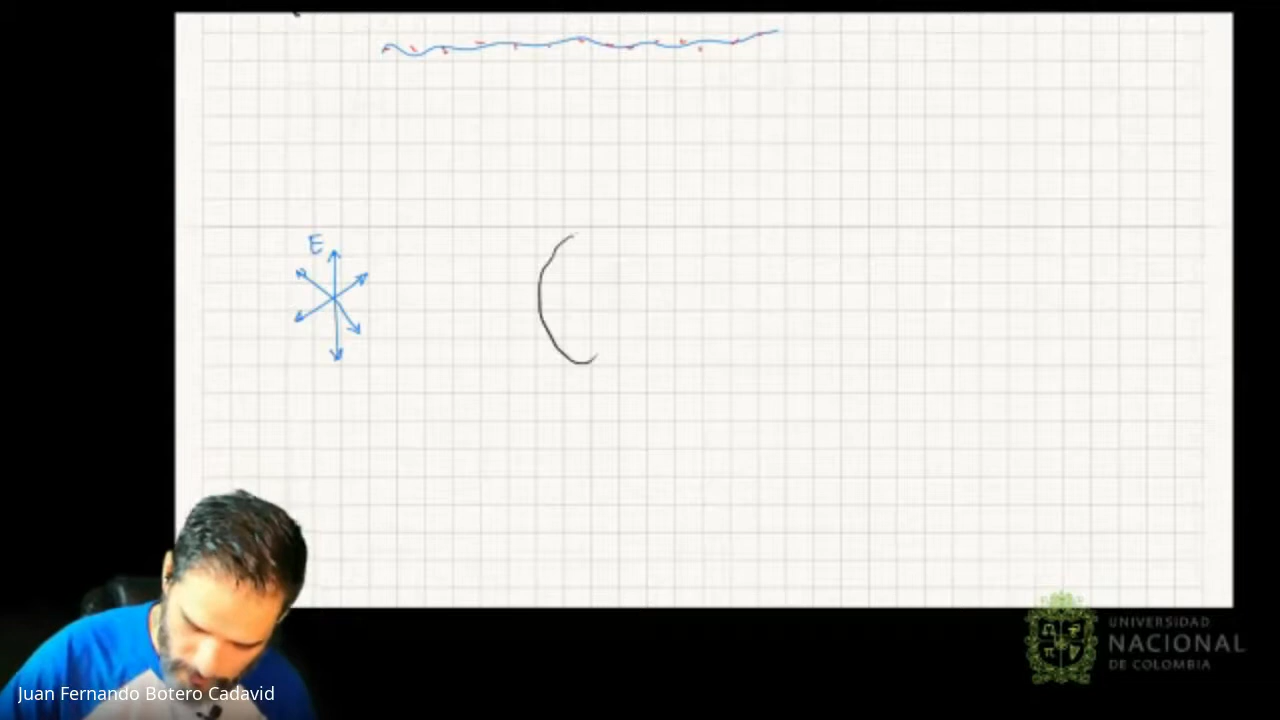 E
UNIVERSIDAD
NACIONAL
DE COLOMBIA
Juan Fernando Botero Cadavid